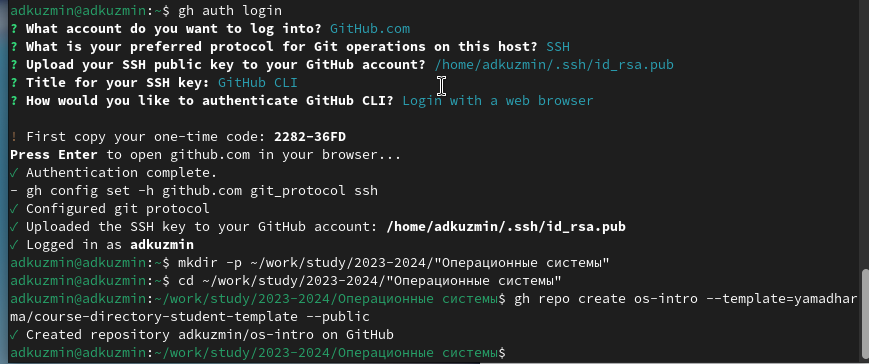 adkuzmin@adkuzmin:~$ gh auth login
? What account do you want to log into? GitHub.com
? What is your preferred protocol for Git operations on this host? SSH
? Upload your SSH public key to your GitHub account? /home/adkuzmin/.ssh/id_rsa.pub
? Title for your SSH key: GitHub CLI
? How would you like to authenticate GitHub CLI? Login with a web browser
! First copy your one-time code: 2282-36FD
Press Enter to open github.com in your browser...
✓ Authentication complete.
- gh config set -h github.com git_protocol ssh
✓ Configured git protocol
✓ Uploaded the SSH key to your GitHub account: /home/adkuzmin/.ssh/id_rsa.pub
✓ Logged in as adkuzmin
adkuzmin@adkuzmin:~$ mkdir -p ~/work/study/2023-2024/"Операционные системы"
adkuzmin@adkuzmin:~$ cd ~/work/study/2023-2024/"Операционные системы"
adkuzmin@adkuzmin:~/work/study/2023-2024/Операционные системы$ gh repo create os-intro --template=yamadhar
ma/course-directory-student-template --public
✓ Created repository adkuzmin/os-intro on GitHub
adkuzmin@adkuzmin:~/work/study/2023-2024/Операционные системы$